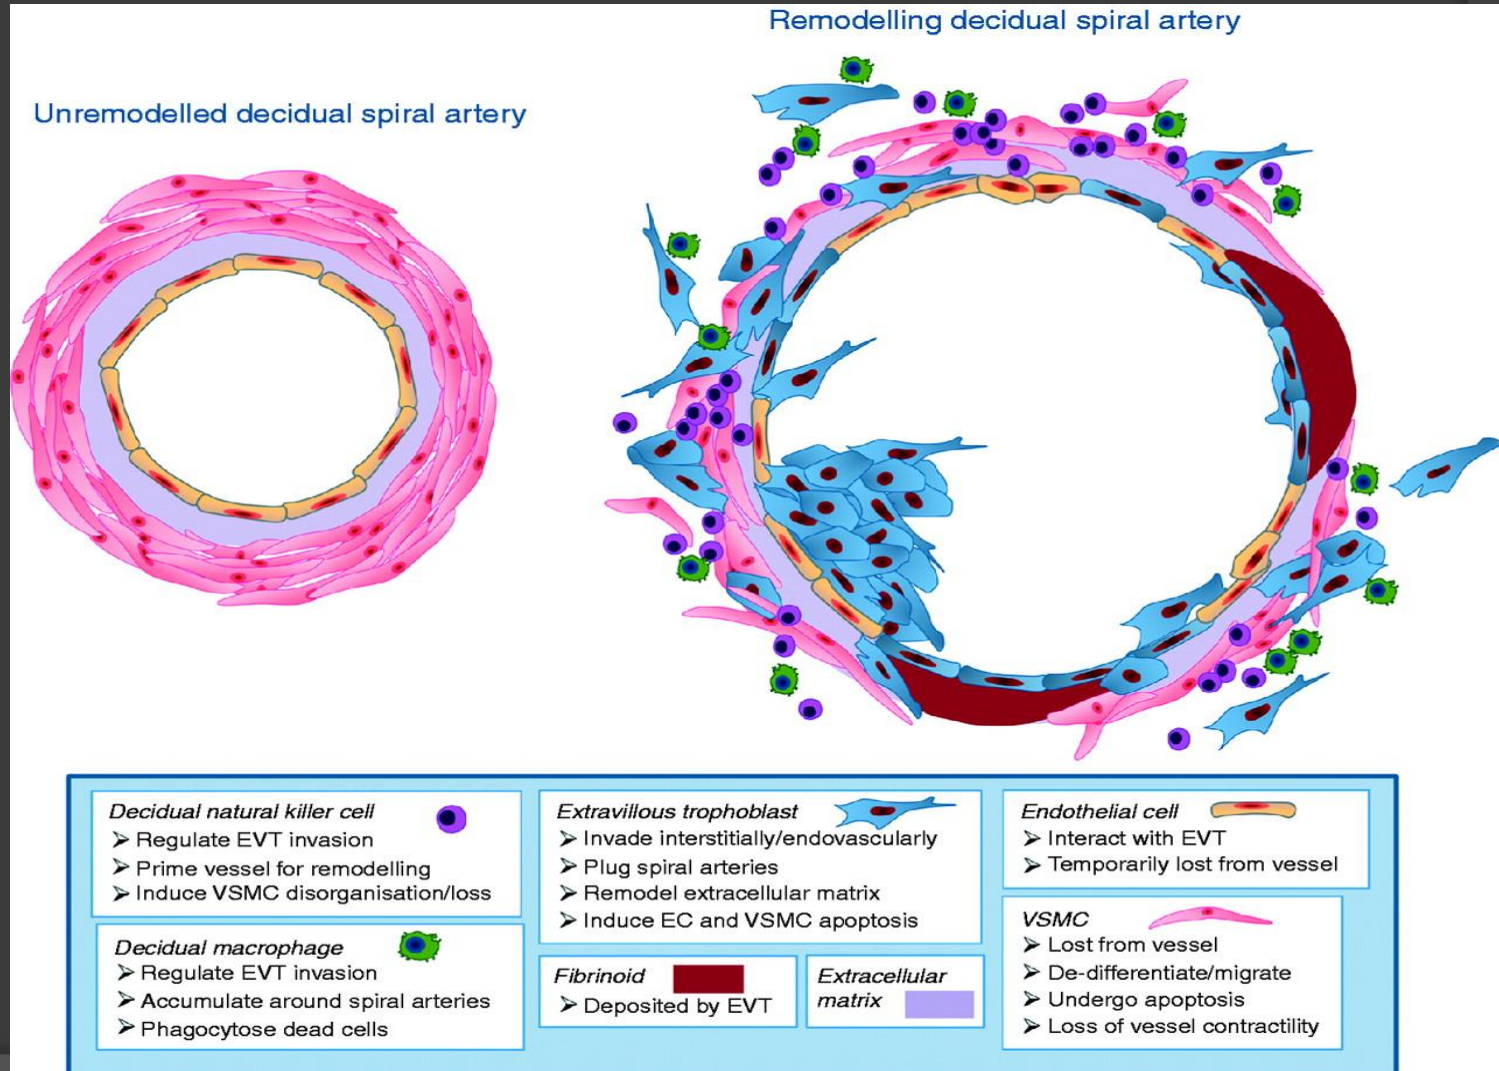 Remodelling decidual spiral artery
Unremodelled decidual spiral artery
Decidual natural killer cell
➢ Regulate EVT invasion
➢ Prime vessel for remodelling
➢ Induce VSMC disorganisation/loss
Decidual macrophage
➢ Regulate EVT invasion
➢ Accumulate around spiral arteries
➢ Phagocytose dead cells
Extravillous trophoblast
➢ Invade interstitially/endovascularly
➢ Plug spiral arteries
➢ Remodel extracellular matrix
➢ Induce EC and VSMC apoptosis
Fibrinoid
➢ Deposited by EVT
Extracellular
matrix
Endothelial cell
➢ Interact with EVT
➢ Temporarily lost from vessel
VSMC
➢ Lost from vessel
➢ De-differentiate/migrate
➢ Undergo apoptosis
➢ Loss of vessel contractility